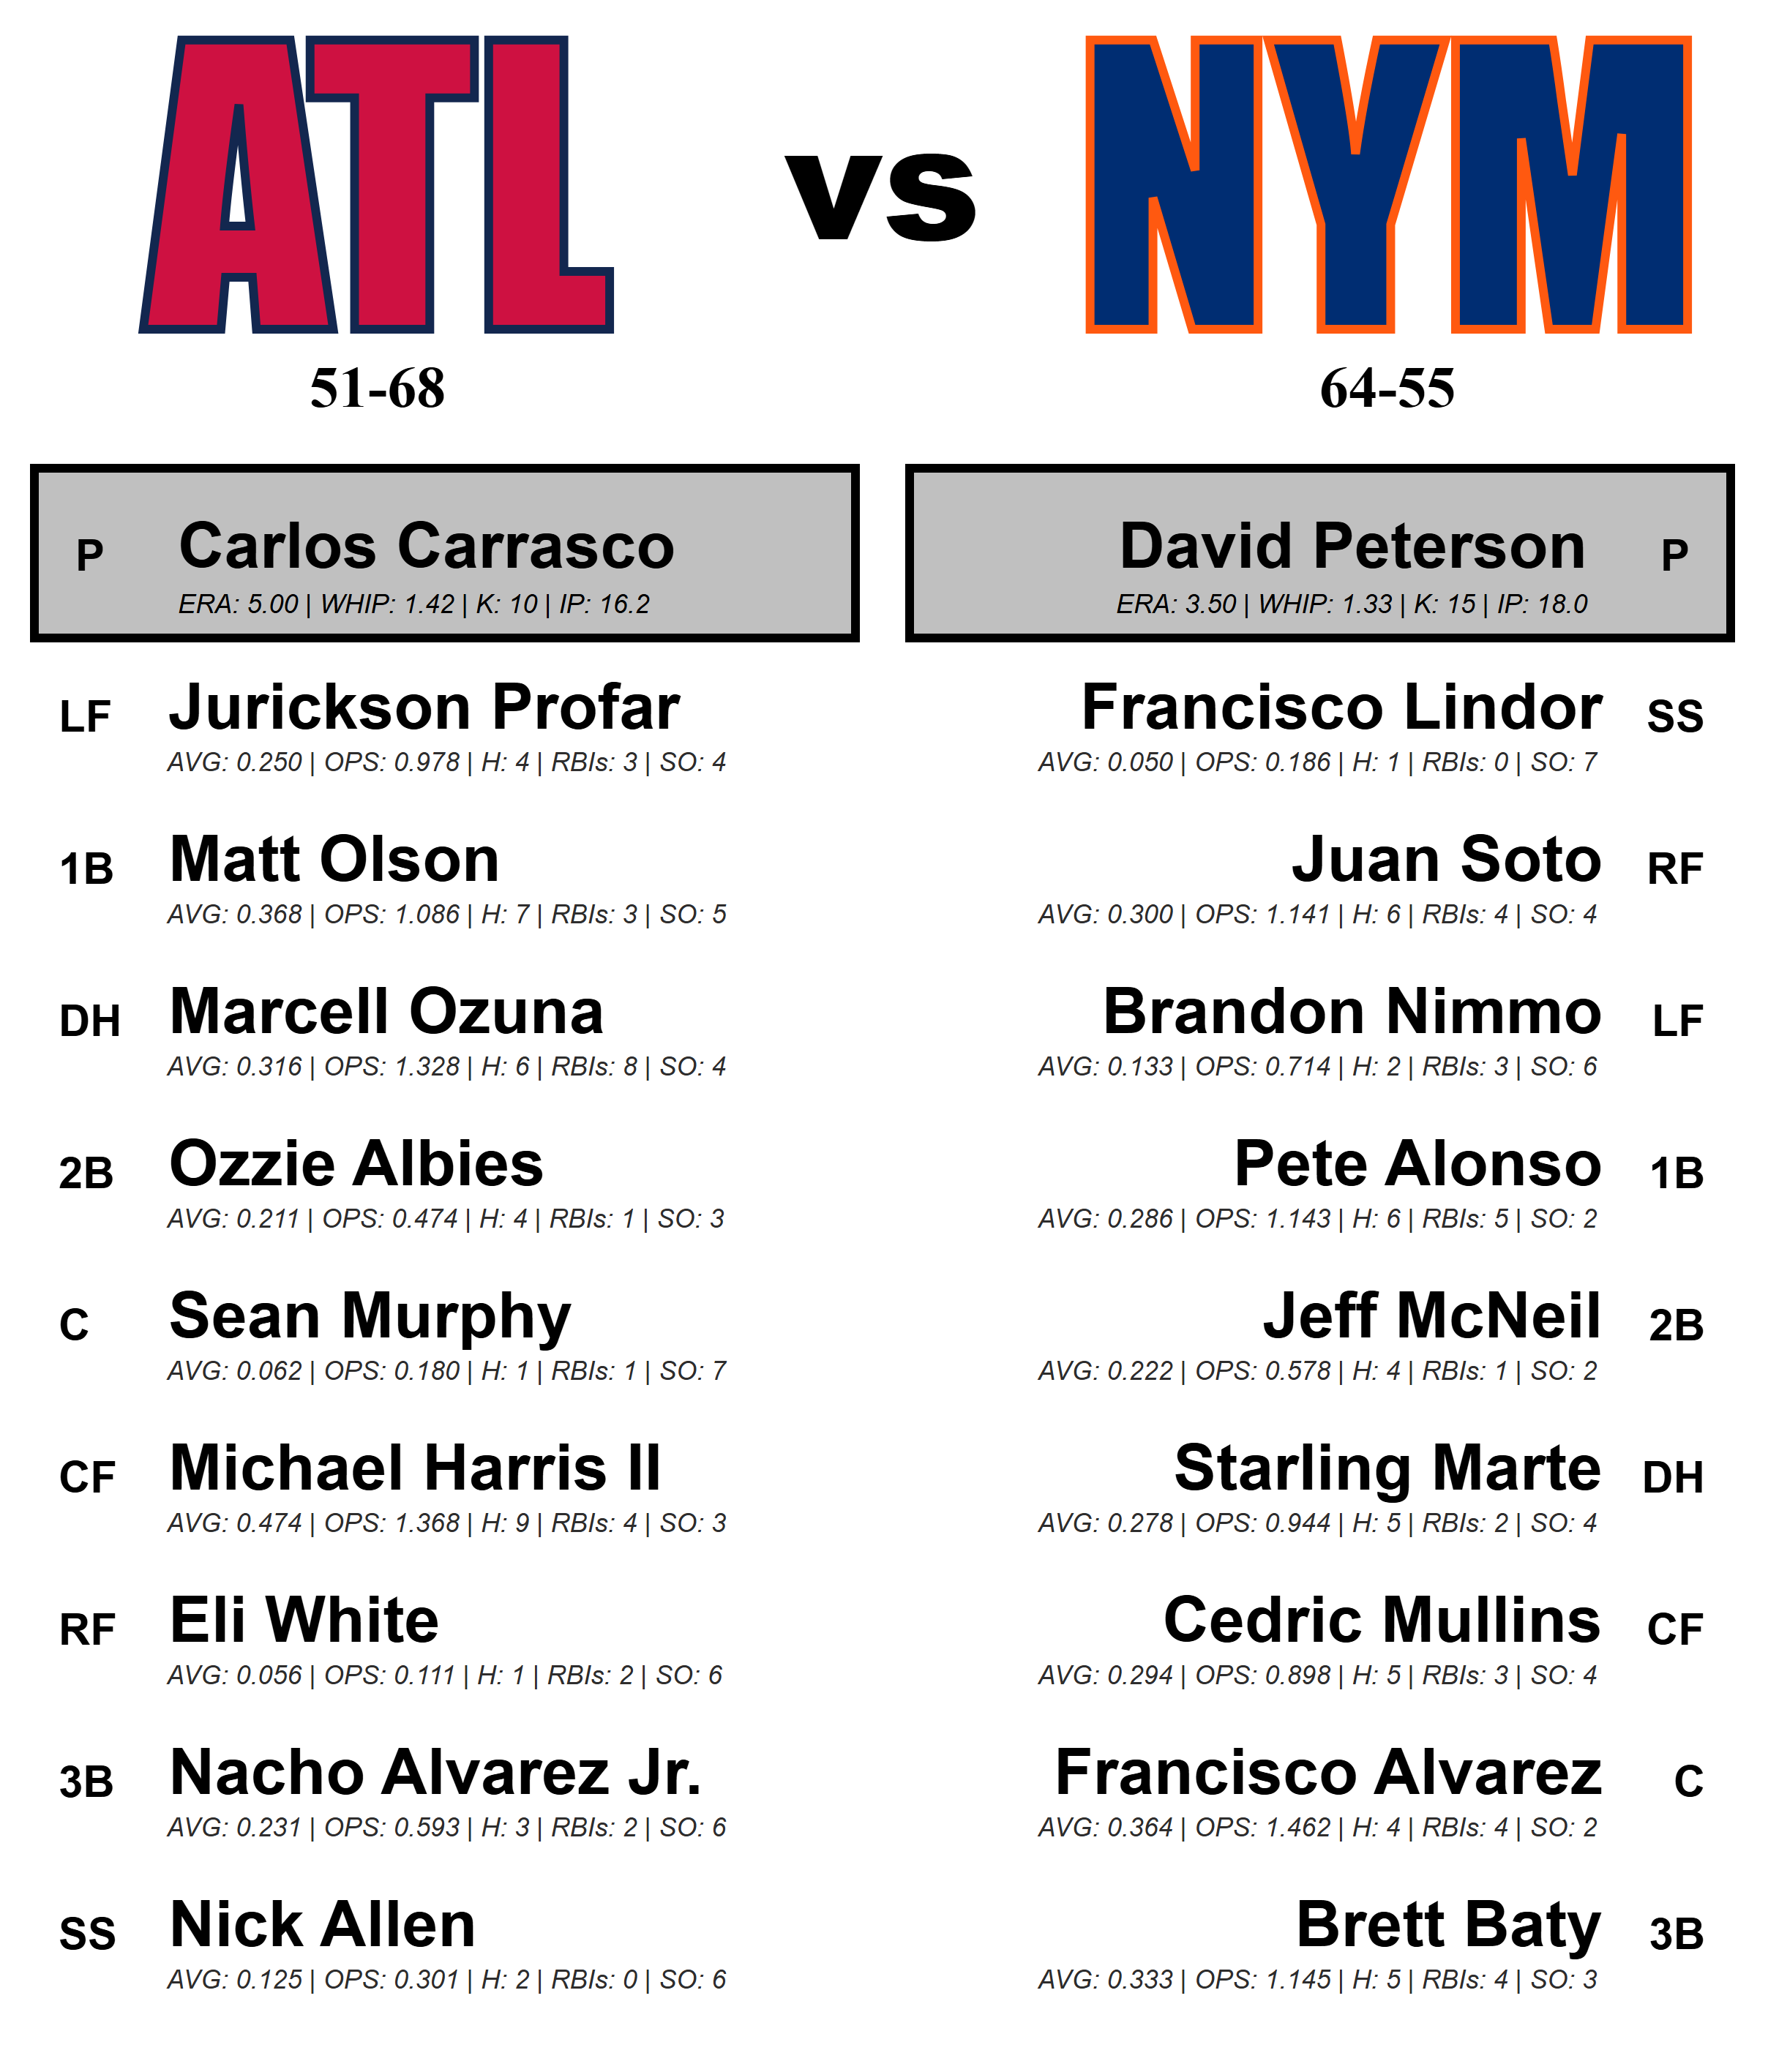 ATL vs NYM
51-68
64-55
P Carlos Carrasco
ERA: 5.00 | WHIP: 1.42 | K: 10 | IP: 16.2
David Peterson P
ERA: 3.50 | WHIP: 1.33 | K: 15 | IP: 18.0
LF Jurickson Profar
AVG: 0.250 | OPS: 0.978 | H: 4 | RBIs: 3 | SO: 4
1B Matt Olson
AVG: 0.368 | OPS: 1.086 | H: 7 | RBIs: 3 | SO: 5
DH Marcell Ozuna
AVG: 0.316 | OPS: 1.328 | H: 6 | RBIs: 8 | SO: 4
2B Ozzie Albies
AVG: 0.211 | OPS: 0.474 | H: 4 | RBIs: 1 | SO: 3
C Sean Murphy
AVG: 0.062 | OPS: 0.180 | H: 1 | RBIs: 1 | SO: 7
CF Michael Harris II
AVG: 0.474 | OPS: 1.368 | H: 9 | RBIs: 4 | SO: 3
RF Eli White
AVG: 0.056 | OPS: 0.111 | H: 1 | RBIs: 2 | SO: 6
3B Nacho Alvarez Jr.
AVG: 0.231 | OPS: 0.593 | H: 3 | RBIs: 2 | SO: 6
SS Nick Allen
AVG: 0.125 | OPS: 0.301 | H: 2 | RBIs: 0 | SO: 6
Francisco Lindor SS
AVG: 0.050 | OPS: 0.186 | H: 1 | RBIs: 0 | SO: 7
Juan Soto RF
AVG: 0.300 | OPS: 1.141 | H: 6 | RBIs: 4 | SO: 4
Brandon Nimmo LF
AVG: 0.133 | OPS: 0.714 | H: 2 | RBIs: 3 | SO: 6
Pete Alonso 1B
AVG: 0.286 | OPS: 1.143 | H: 6 | RBIs: 5 | SO: 2
Jeff McNeil 2B
AVG: 0.222 | OPS: 0.578 | H: 4 | RBIs: 1 | SO: 2
Starling Marte DH
AVG: 0.278 | OPS: 0.944 | H: 5 | RBIs: 2 | SO: 4
Cedric Mullins CF
AVG: 0.294 | OPS: 0.898 | H: 5 | RBIs: 3 | SO: 4
Francisco Alvarez C
AVG: 0.364 | OPS: 1.462 | H: 4 | RBIs: 4 | SO: 2
Brett Baty 3B
AVG: 0.333 | OPS: 1.145 | H: 5 | RBIs: 4 | SO: 3